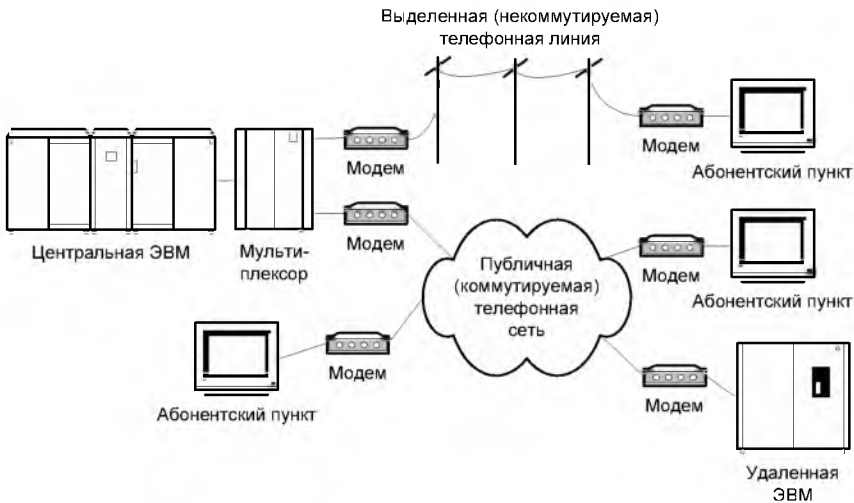 Выделенная (некоммутируемая)
телефонная линия
Модем
Модем
Абонентский пункт
Центральная ЭВМ
Мульти-
плексор
Модем
Публичная
(коммутируемая)
телефонная
сеть
Модем
Абонентский пункт
Модем
Абонентский пункт
Модем
Удаленная
ЭВМ